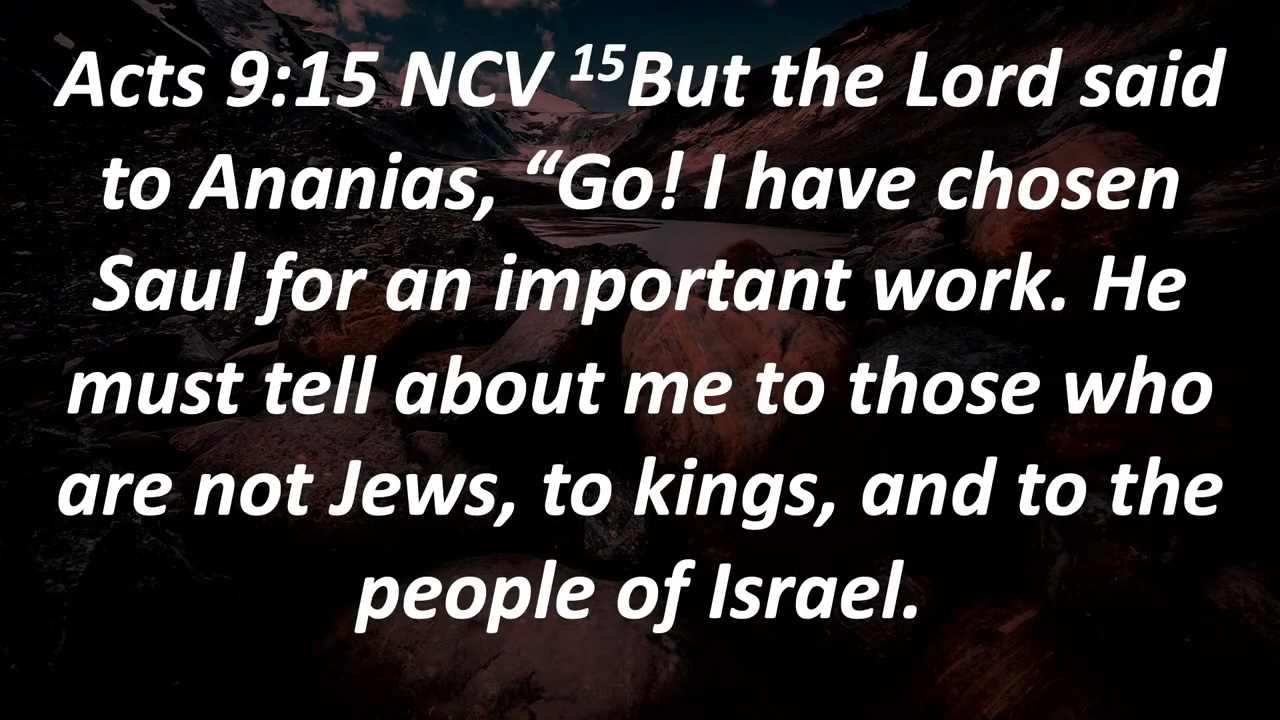 Acts 9:15 NCV ¹⁵But the Lord said
to Ananias, “Go! I have chosen
Saul for an important work. He
must tell about me to those who
are not Jews, to kings, and to the
people of Israel.